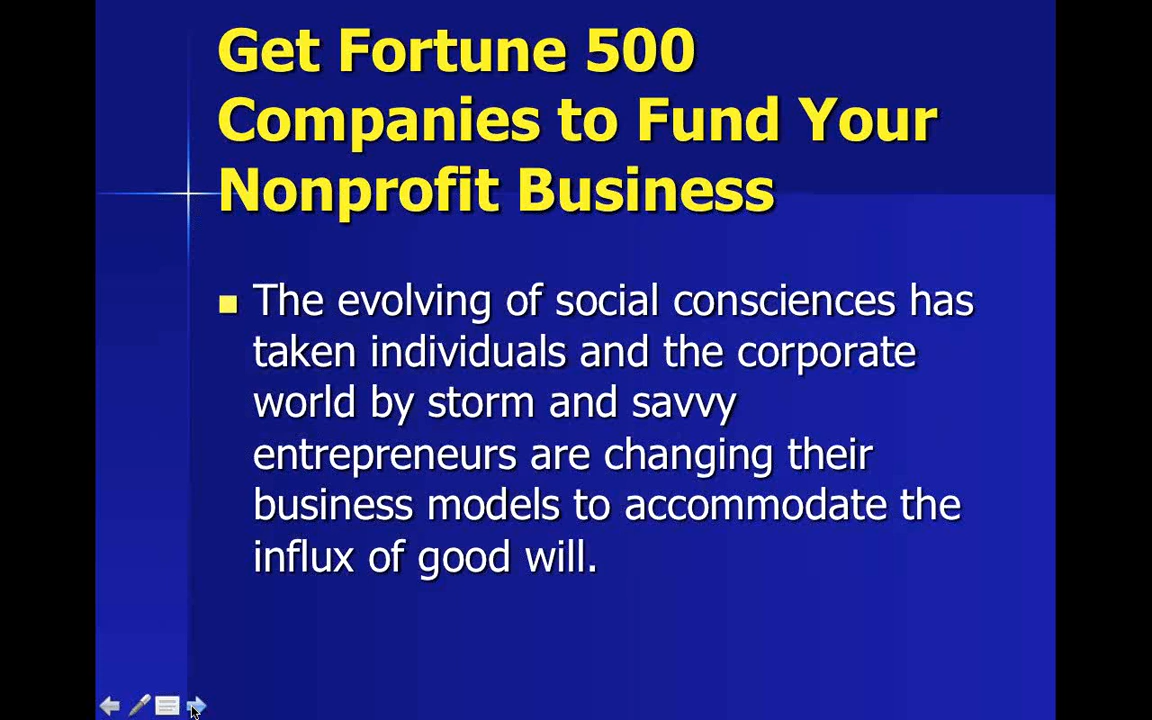 Get Fortune 500
Companies to Fund Your
Nonprofit Business
The evolving of social consciences has
taken individuals and the corporate
world by storm and savvy
entrepreneurs are changing their
business models to accommodate the
influx of good will.